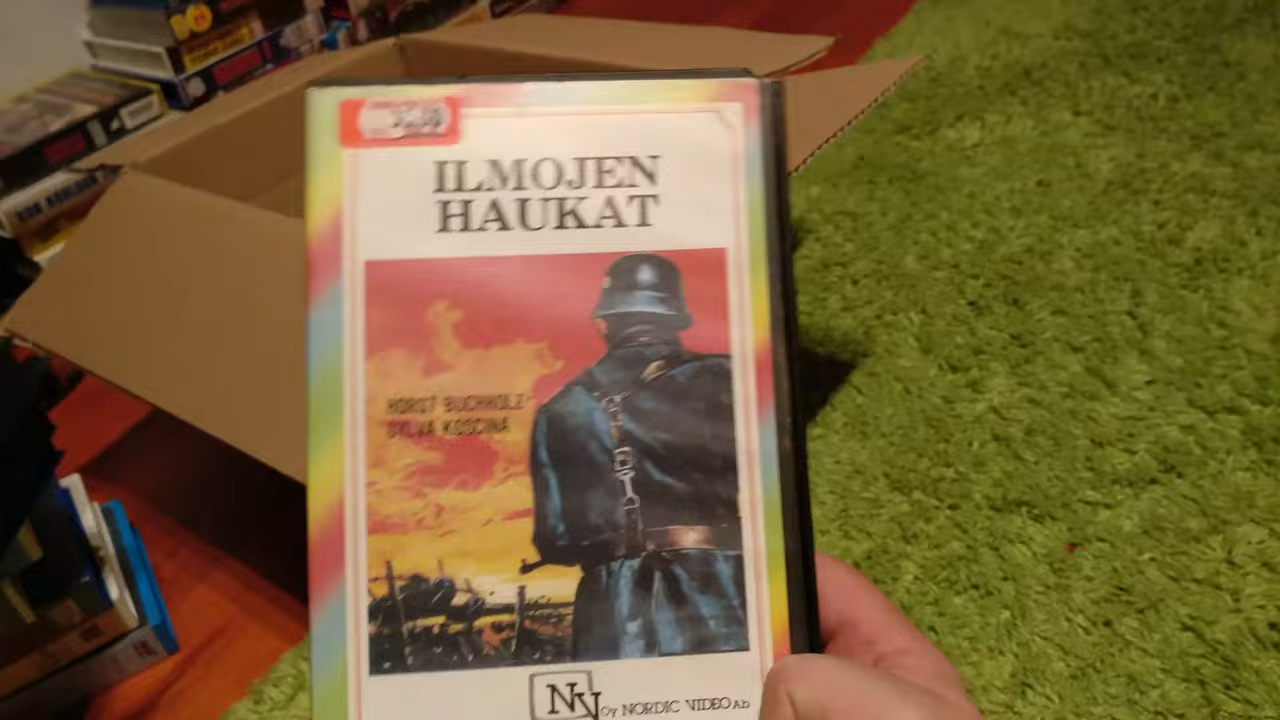 ILMOJEN
HAUKAT
HORST BUCHHOLZ
SYLVA KOSCINA
NV Oy NORDIC VIDEO Ab